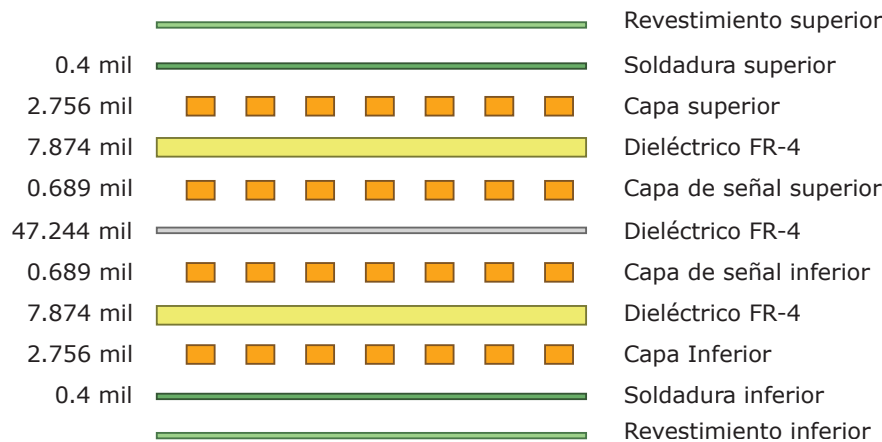 Revestimiento superior
0.4 mil Soldadura superior
2.756 mil Capa superior
7.874 mil Dieléctrico FR-4
0.689 mil Capa de señal superior
47.244 mil Dieléctrico FR-4
0.689 mil Capa de señal inferior
7.874 mil Dieléctrico FR-4
2.756 mil Capa Inferior
0.4 mil Soldadura inferior
Revestimiento inferior